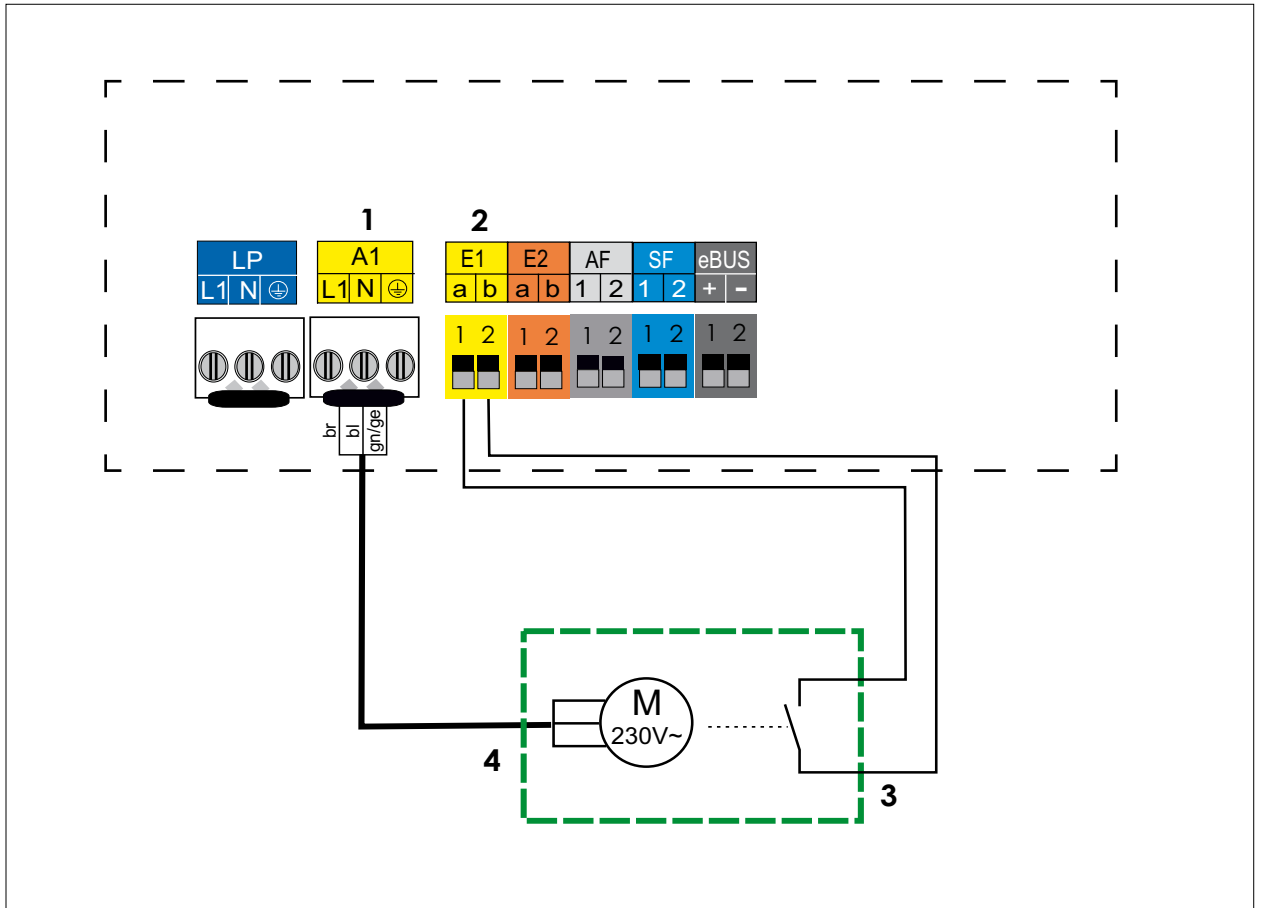 1 2
LP A1 E1 E2 AF SF eBUS
L1 N L1 N a b a b 1 2 1 2 + -
1 2 1 2 1 2 1 2 1 2
br bl gn/ge
M
230V~
4
3